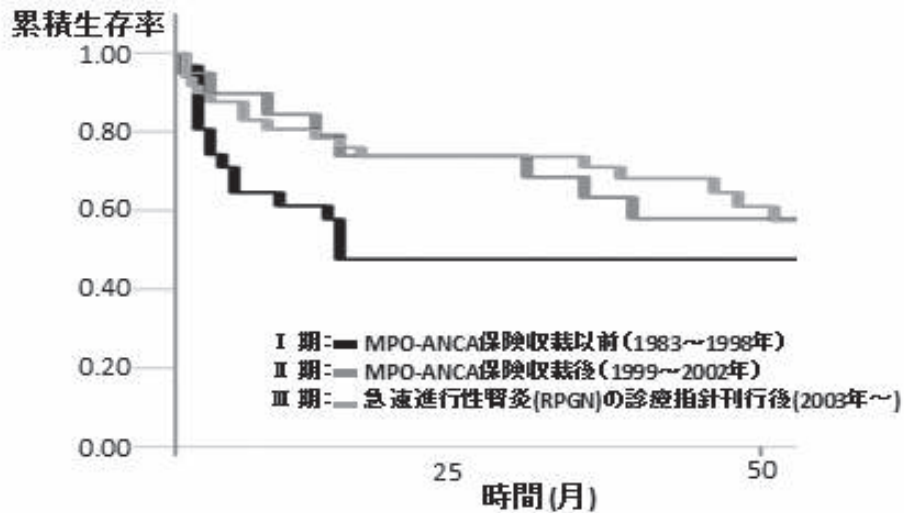 累積生存率
1.00
0.80
0.60
0.40
0.20
0.00
25
50
時間(月)
I 期: MPO-ANCA保険収裁以前(1983～1998年)
II 期: MPO-ANCA保険収裁後(1999～2002年)
III 期: 急速進行性腎炎(RPGN)の診療指針刊行後(2003年～)